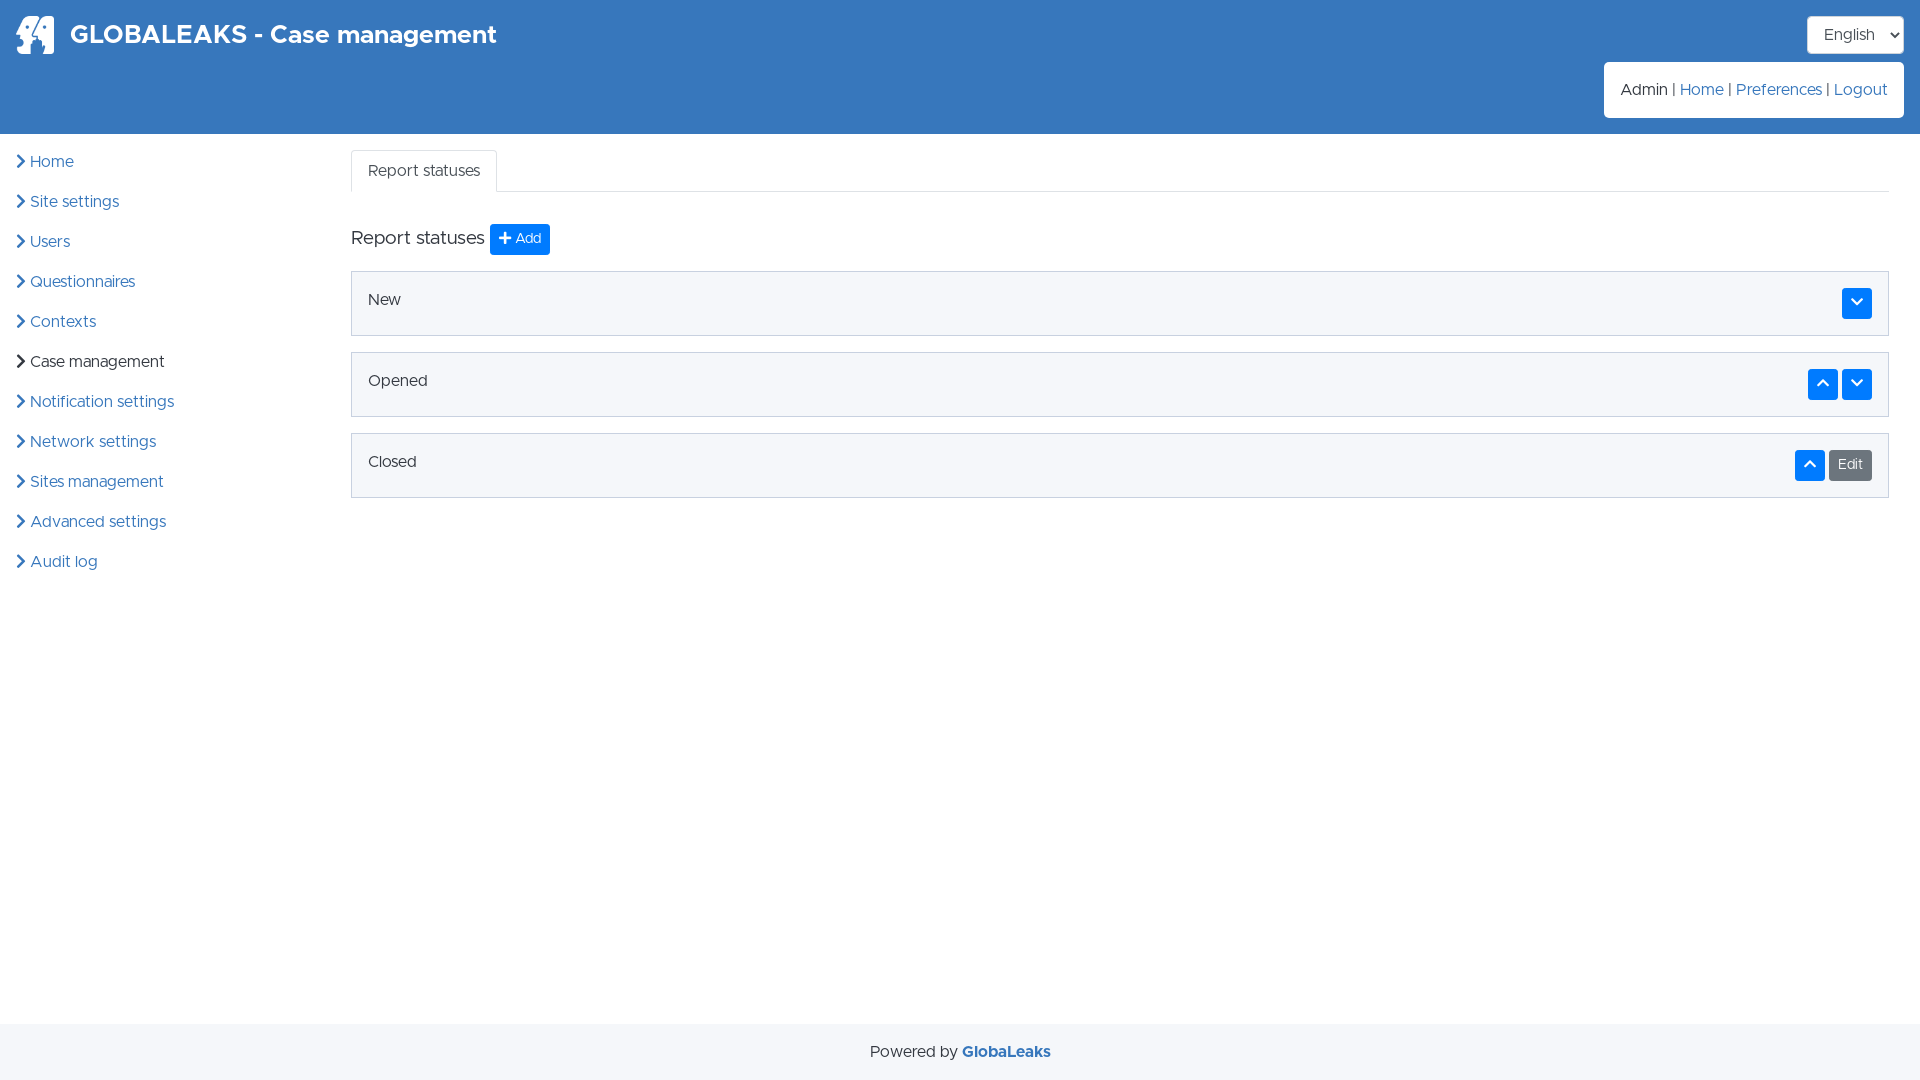 GLOBALEAKS - Case management
English
Admin | Home | Preferences | Logout
Home
Site settings
Users
Questionnaires
Contexts
Case management
Notification settings
Network settings
Sites management
Advanced settings
Audit log
Report statuses
Report statuses
Add
New
Opened
Closed
Edit
Powered by GlobaLeaks